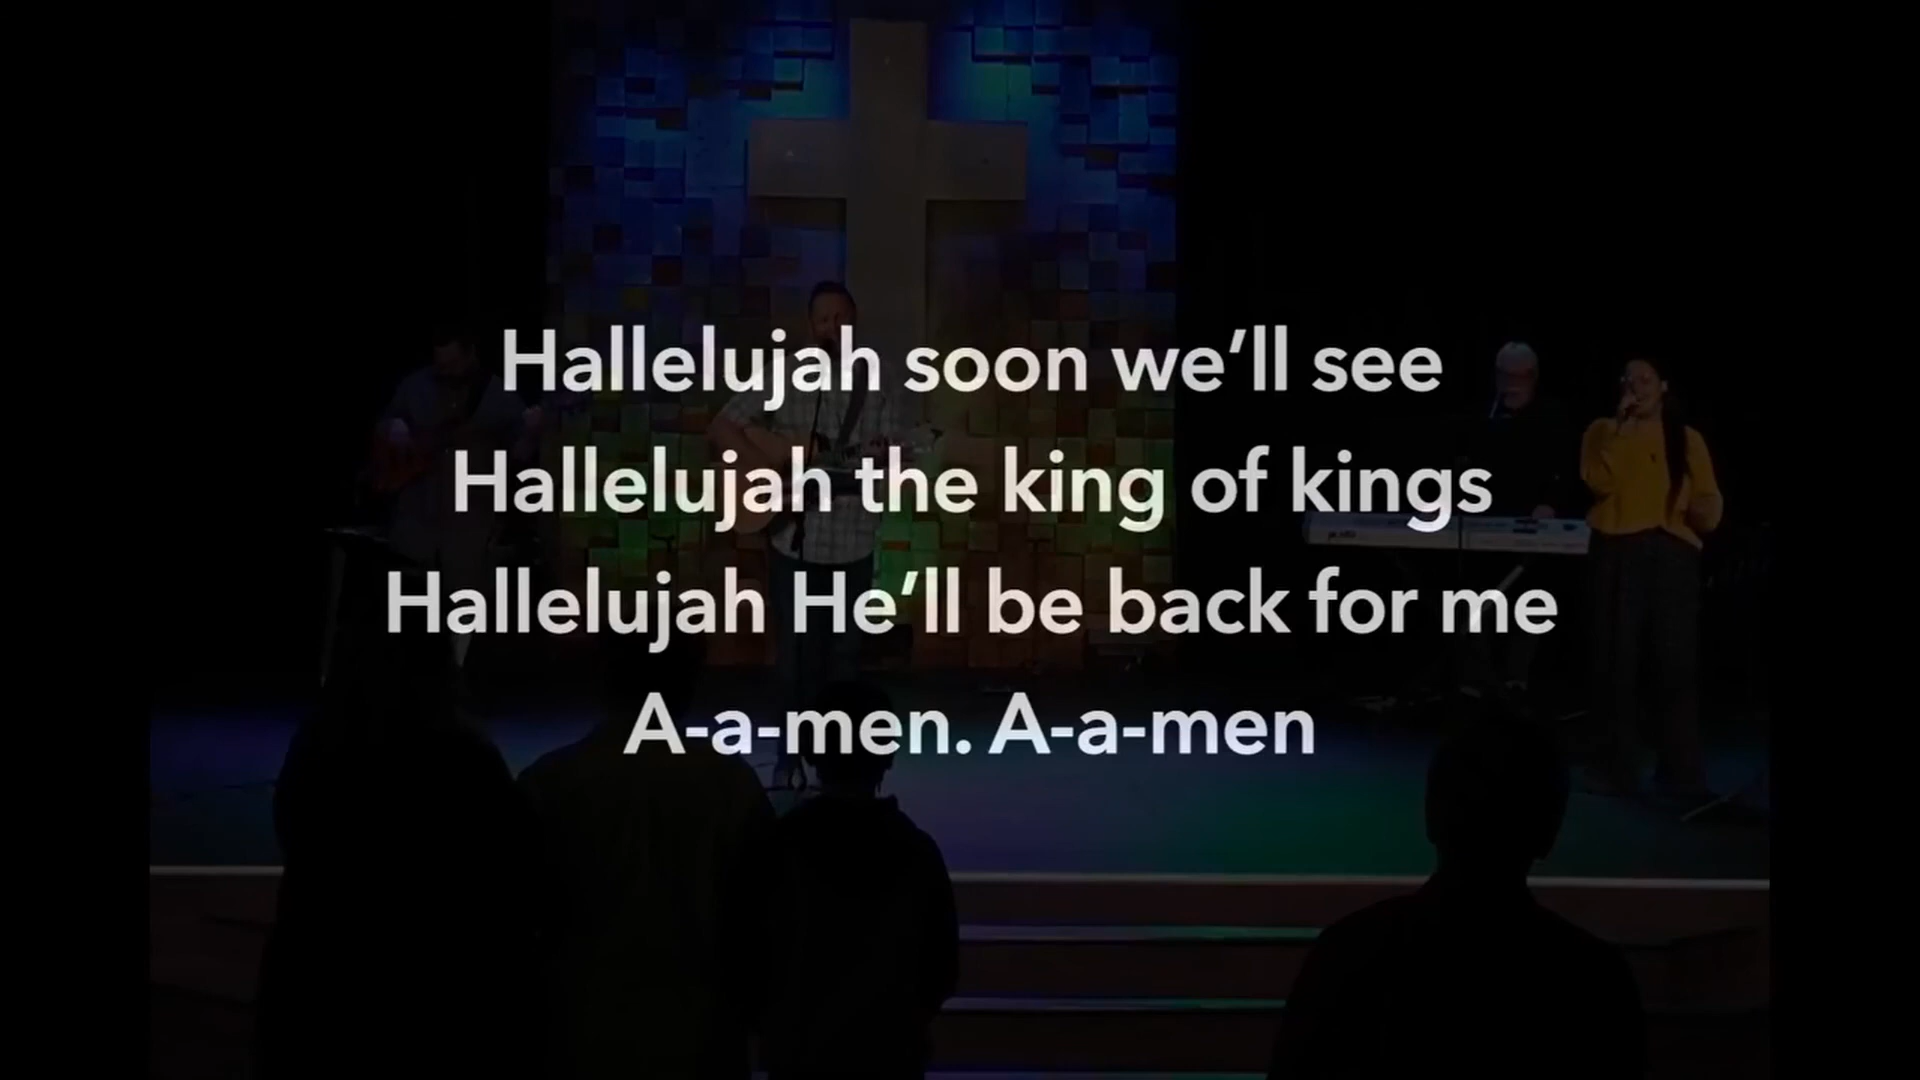 Hallelujah soon we’ll see
Hallelujah the king of kings
Hallelujah He’ll be back for me
A-a-men. A-a-men